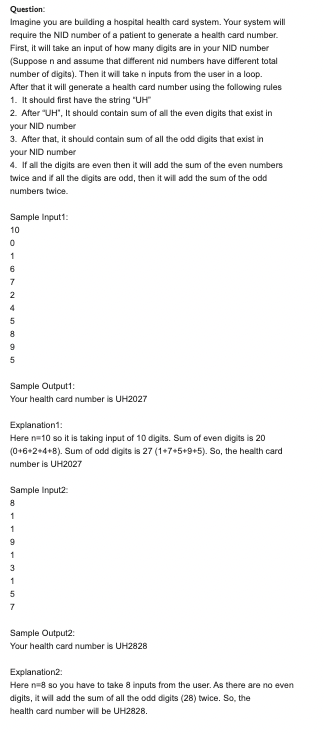 Question:
Imagine you are building a hospital health card system. Your system will
require the NID number of a patient to generate a health card number.
First, it will take an input of how many digits are in your NID number
(Suppose n and assume that different nid numbers have different total
number of digits). Then it will take n inputs from the user in a loop.
After that it will generate a health card number using the following rules
1. It should first have the string “UH”
2. After “UH”, It should contain sum of all the even digits that exist in
your NID number
3. After that, it should contain sum of all the odd digits that exist in
your NID number
4. If all the digits are even then it will add the sum of the even numbers
twice and if all the digits are odd, then it will add the sum of the odd
numbers twice.
Sample Input1:
10
0
1
6
7
2
4
5
8
9
5
Sample Output1:
Your health card number is UH2027
Explanation1:
Here n=10 so it is taking input of 10 digits. Sum of even digits is 20
(0+6+2+4+8). Sum of odd digits is 27 (1+7+5+9+5). So, the health card
number is UH2027
Sample Input2:
8
1
1
9
1
3
1
5
7
Sample Output2:
Your health card number is UH2828
Explanation2:
Here n=8 so you have to take 8 inputs from the user. As there are no even
digits, it will add the sum of all the odd digits (28) twice. So, the
health card number will be UH2828.